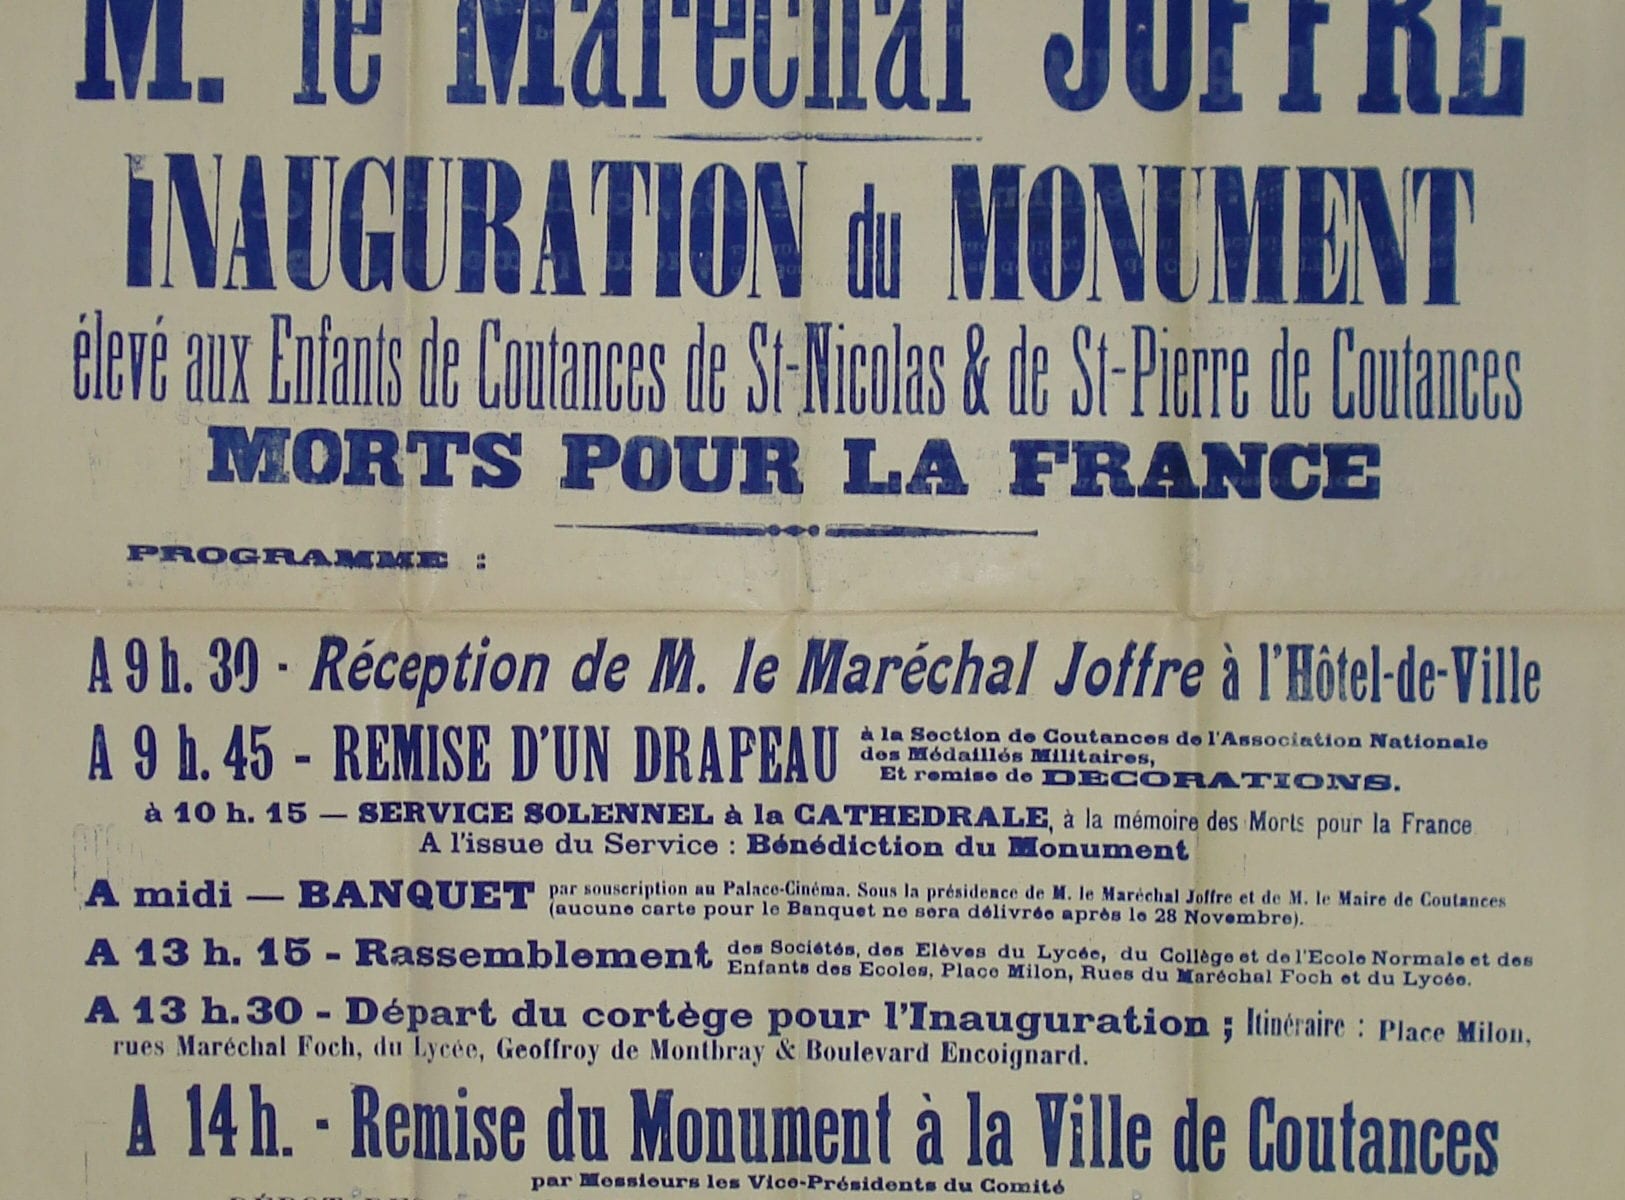 M. le Maréchal JOFFRE
INAUGURATION du MONUMENT
élevé aux Enfants de Coutances de St-Nicolas & de St-Pierre de Coutances
MORTS POUR LA FRANCE
PROGRAMME :
A 9 h. 30 - Réception de M. le Maréchal Joffre à l'Hôtel-de-Ville
A 9 h. 45 - REMISE D'UN DRAPEAU à la Section de Coutances de l'Association Nationale
des Médaillés Militaires,
Et remise de DECORATIONS.
à 10 h. 15 — SERVICE SOLENNEL à la CATHEDRALE, à la mémoire des Morts pour la France
A l'issue du Service : Bénédiction du Monument
A midi — BANQUET par souscription au Palace-Cinéma. Sous la présidence de M. le Maréchal Joffre et de M. le Maire de Coutances
(aucune carte pour le Banquet ne sera délivrée après le 28 Novembre).
A 13 h. 15 - Rassemblement des Sociétés, des Elèves du Lycée, du Collège et de l'Ecole Normale et des
Enfants des Ecoles, Place Milon, Rues du Maréchal Foch et du Lycée.
A 13 h. 30 - Départ du cortège pour l'Inauguration ; Itinéraire : Place Milon,
rues Maréchal Foch, du Lycée, Geoffroy de Montbray & Boulevard Encoignard.
A 14 h. - Remise du Monument à la Ville de Coutances
par Messieurs les Vice-Présidents du Comité